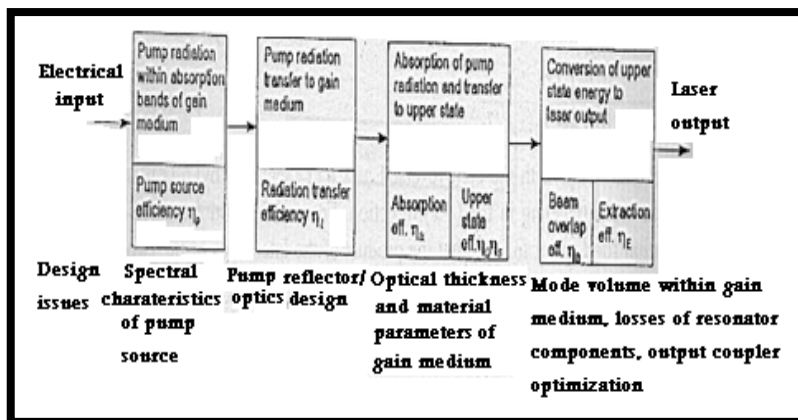 Electrical
input
Pump radiation
within absorption
bands of gain
medium
Pump source
efficiency ηp
Pump radiation
transfer to gain
medium
Radiation transfer
efficiency ηt
Absorption of pump
radiation and transfer
to upper state
Absorption
eff. ηa
Upper
state
eff.
Conversion of upper
state energy to
laser output
Beam
overlap
eff.
Extraction
eff. ηE
Laser
output
Design
issues
Spectral
charateristics
of pump
source
Pump reflector/
optics design
Optical thickness
and material
parameters of
gain medium
Mode volume within gain
medium, losses of resonator
components, output coupler
optimization